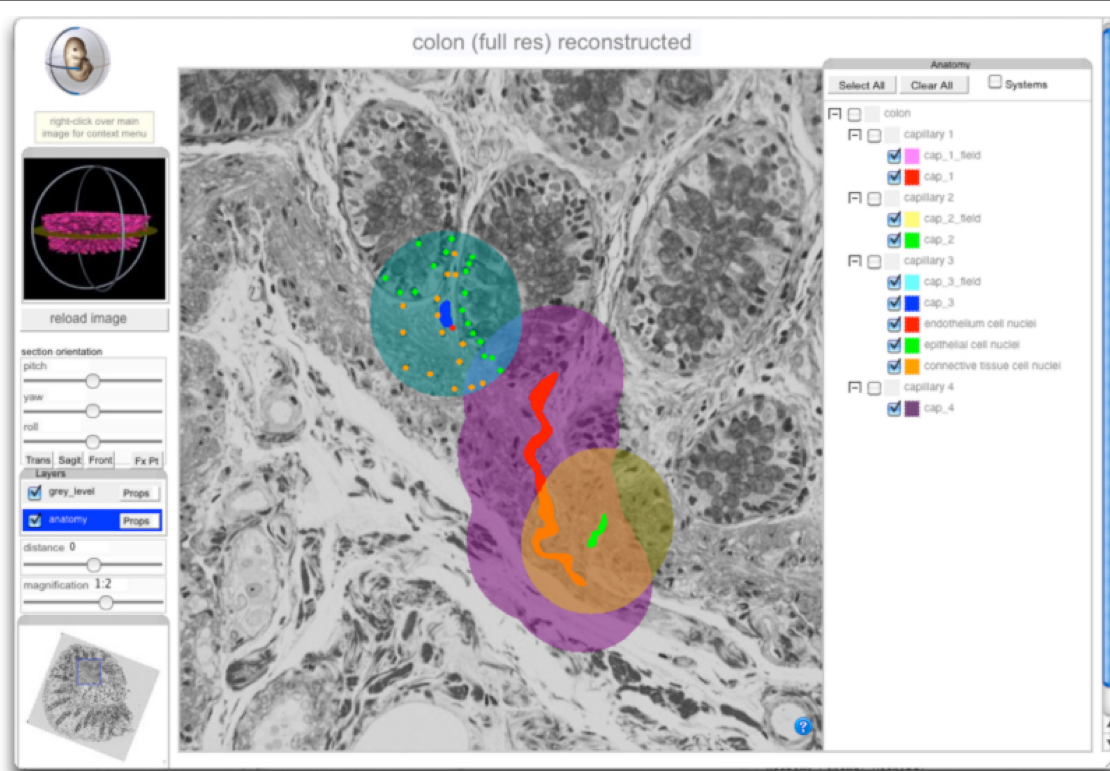 colon (full res) reconstructed
right-click over main
image for context menu
reload image
section orientation
pitch
yaw
roll
Trans Sagit Front Fx Pt
Layers
grey_level Props
anatomy Props
distance 0
magnification 1:2
?
Anatomy
Select All Clear All Systems
colon
capillary 1
cap_1_field
cap_1
capillary 2
cap_2_field
cap_2
capillary 3
cap_3_field
cap_3
endothelium cell nuclei
epithelial cell nuclei
connective tissue cell nuclei
capillary 4
cap_4